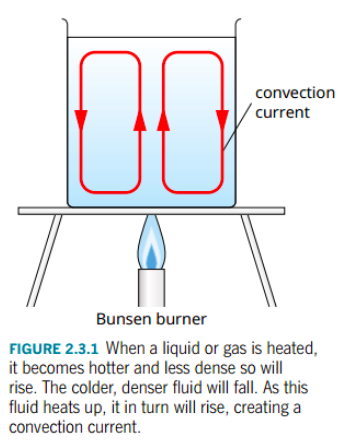 convection
current
Bunsen burner
FIGURE 2.3.1 When a liquid or gas is heated,
it becomes hotter and less dense so will
rise. The colder, denser fluid will fall. As this
fluid heats up, it in turn will rise, creating a
convection current.